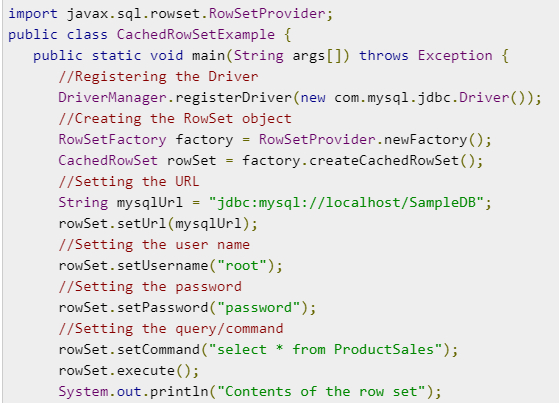 import javax.sql.rowset.RowSetProvider;
public class CachedRowSetExample {
   public static void main(String args[]) throws Exception {
      //Registering the Driver
      DriverManager.registerDriver(new com.mysql.jdbc.Driver());
      //Creating the RowSet object
      RowSetFactory factory = RowSetProvider.newFactory();
      CachedRowSet rowSet = factory.createCachedRowSet();
      //Setting the URL
      String mysqlUrl = "jdbc:mysql://localhost/SampleDB";
      rowSet.setUrl(mysqlUrl);
      //Setting the user name
      rowSet.setUsername("root");
      //Setting the password
      rowSet.setPassword("password");
      //Setting the query/command
      rowSet.setCommand("select * from ProductSales");
      rowSet.execute();
      System.out.println("Contents of the row set");